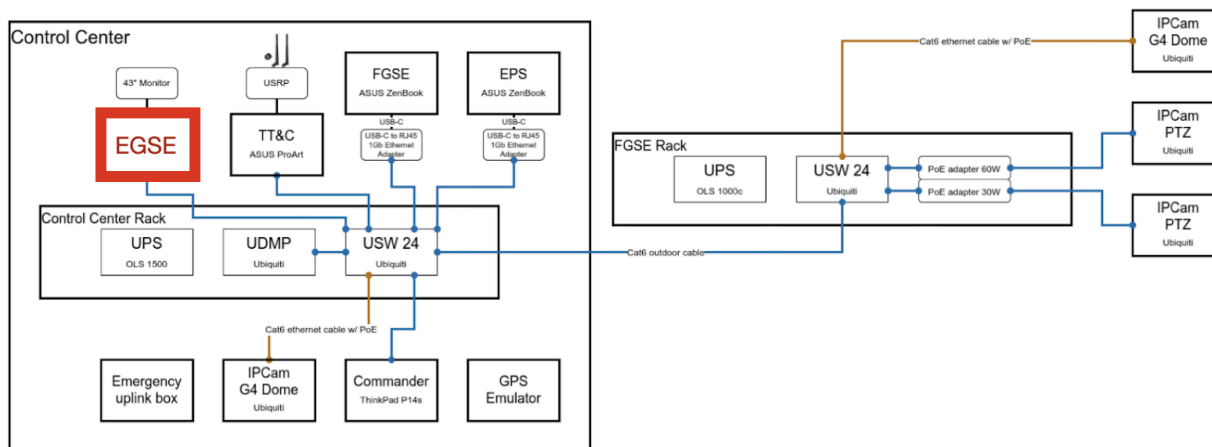 Control Center
43" Monitor
EGSE
USRP
TT&C
ASUS ProArt
FGSE
ASUS ZenBook
USB-C
USB-C to RJ45
1Gb Ethernet
Adapter
EPS
ASUS ZenBook
USB-C
USB-C to RJ45
1Gb Ethernet
Adapter
Control Center Rack
UPS
OLS 1500
UDMP
Ubiquiti
USW 24
Ubiquiti
Cat6 ethernet cable w/ PoE
Emergency
uplink box
IPCam
G4 Dome
Ubiquiti
Commander
ThinkPad P14s
GPS
Emulator
Cat6 outdoor cable
FGSE Rack
UPS
OLS 1000c
USW 24
Ubiquiti
PoE adapter 60W
PoE adapter 30W
Cat6 ethernet cable w/ PoE
IPCam
G4 Dome
Ubiquiti
IPCam
PTZ
Ubiquiti
IPCam
PTZ
Ubiquiti